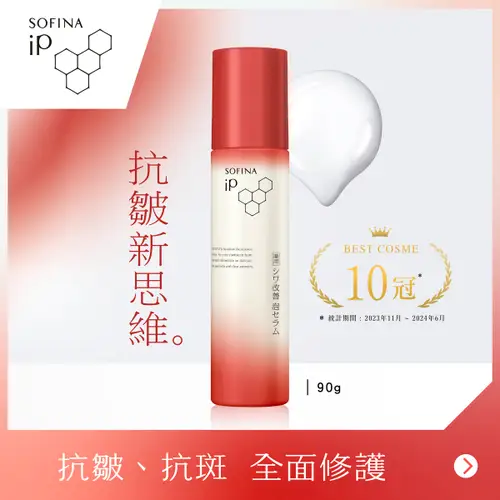 SOFINA
iP
抗皺新思維。
SOFINA
iP
薬用 シワ改善 泡セラム
BEST COSME
10冠*
* 統計期間：2023年11月 ~ 2024年6月
90g
抗皺、抗斑 全面修護